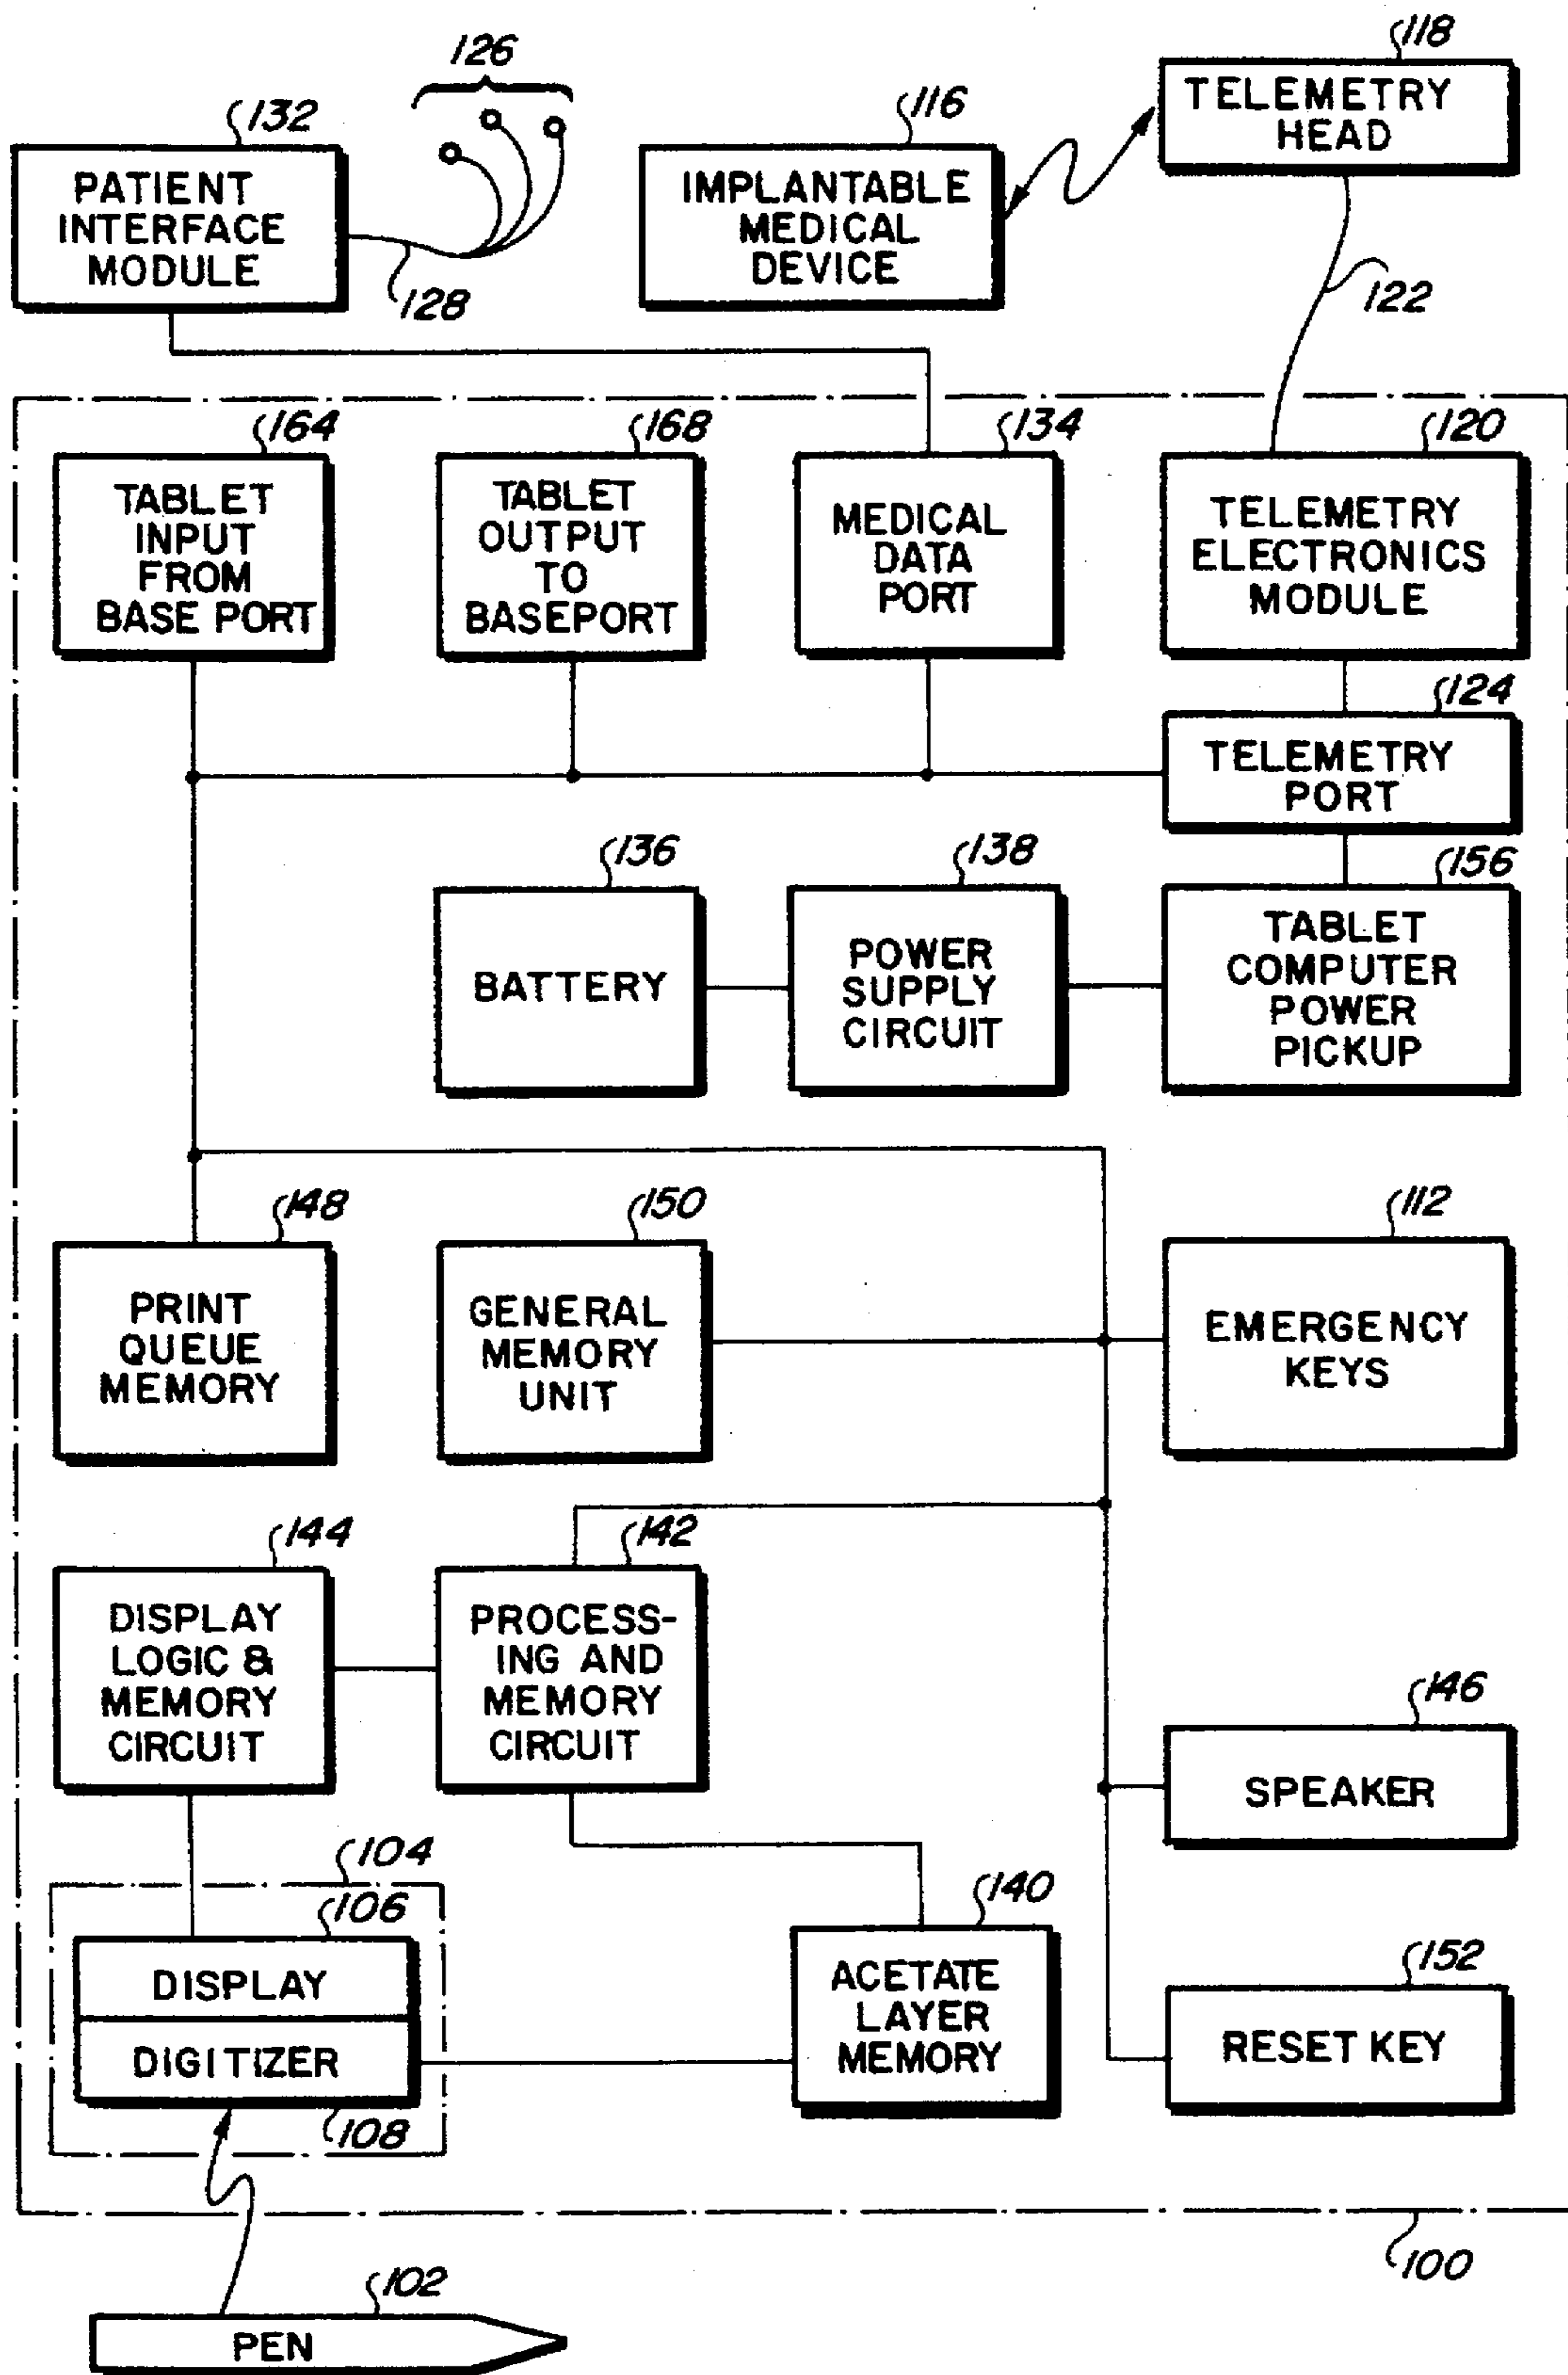 126
118
TELEMETRY
HEAD
132
PATIENT
INTERFACE
MODULE
128
116
IMPLANTABLE
MEDICAL
DEVICE
122
164
TABLET
INPUT
FROM
BASE PORT
168
TABLET
OUTPUT
TO
BASEPORT
134
MEDICAL
DATA
PORT
120
TELEMETRY
ELECTRONICS
MODULE
124
TELEMETRY
PORT
136
BATTERY
138
POWER
SUPPLY
CIRCUIT
156
TABLET
COMPUTER
POWER
PICKUP
148
PRINT
QUEUE
MEMORY
150
GENERAL
MEMORY
UNIT
112
EMERGENCY
KEYS
144
DISPLAY
LOGIC &
MEMORY
CIRCUIT
142
PROCESS-
ING AND
MEMORY
CIRCUIT
146
SPEAKER
104
106
DISPLAY
DIGITIZER
108
140
ACETATE
LAYER
MEMORY
152
RESET KEY
100
102
PEN